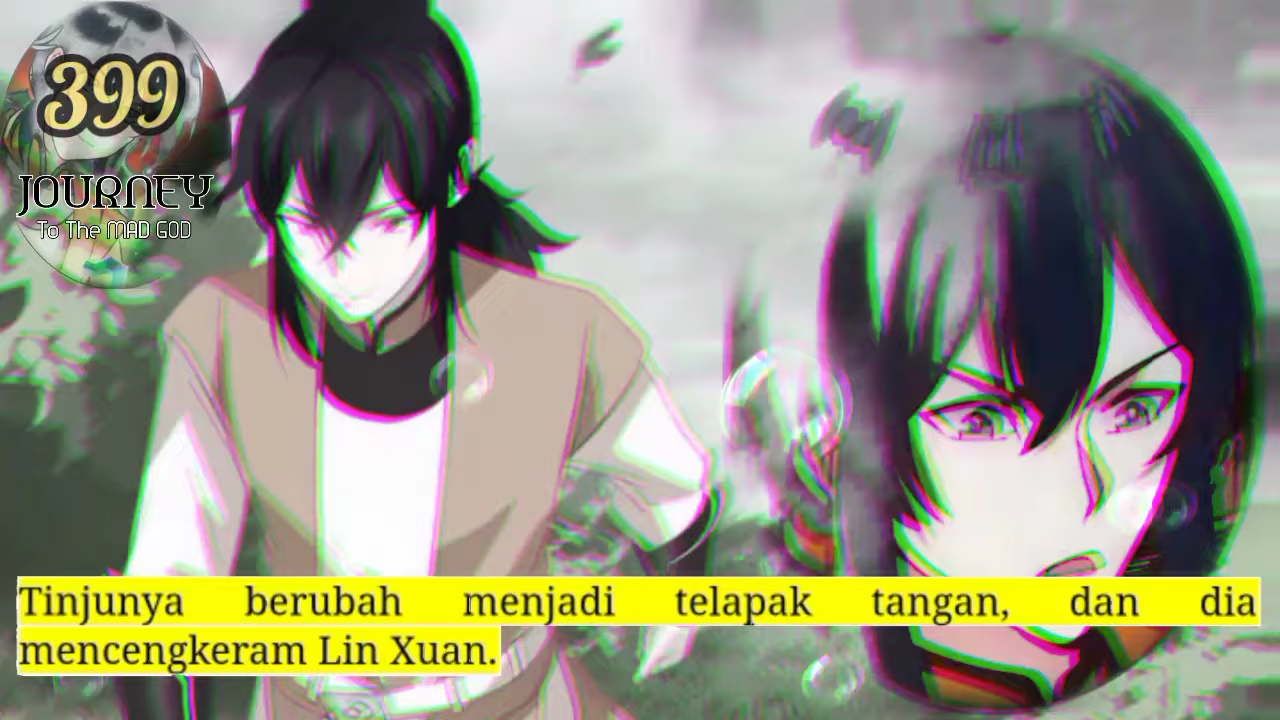 399
JOURNEY
To The MAD GOD
Tinjunya berubah menjadi telapak tangan, dan dia
mencengkeram Lin Xuan.